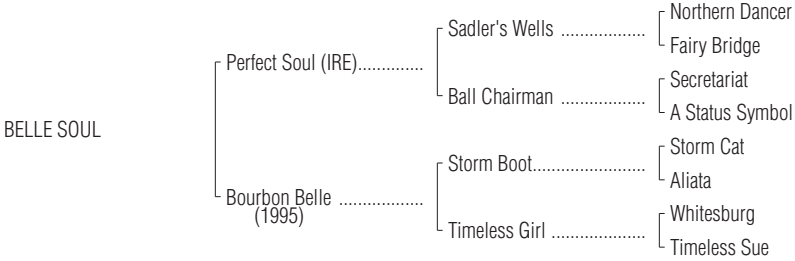 Northern Dancer
Sadler's Wells ...................
Fairy Bridge
Perfect Soul (IRE)..............
Secretariat
Ball Chairman ...................
A Status Symbol
BELLE SOUL
Storm Cat
Storm Boot.........................
Aliata
Bourbon Belle ...................
(1995)
Whitesburg
Timeless Girl .....................
Timeless Sue